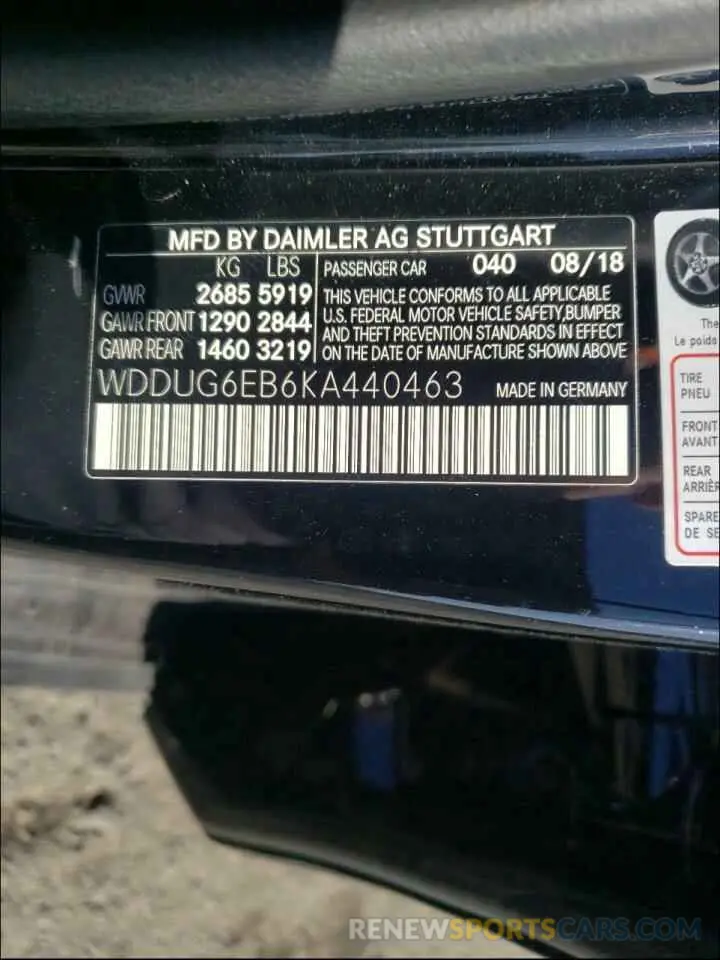 MFD BY DAIMLER AG STUTTGART
KG LBS PASSENGER CAR 040 08/18
GVWR 2685 5919 THIS VEHICLE CONFORMS TO ALL APPLICABLE
GAWR FRONT 1290 2844 U.S. FEDERAL MOTOR VEHICLE SAFETY,BUMPER
AND THEFT PREVENTION STANDARDS IN EFFECT
GAWR REAR 1460 3219 ON THE DATE OF MANUFACTURE SHOWN ABOVE
WDDUG6EB6KA440463 MADE IN GERMANY
The
Le poids
TIRE
PNEU
FRONT
AVANT
REAR
ARRIÈR
SPARE
DE SE
RENEWSPORTSCARS.COM